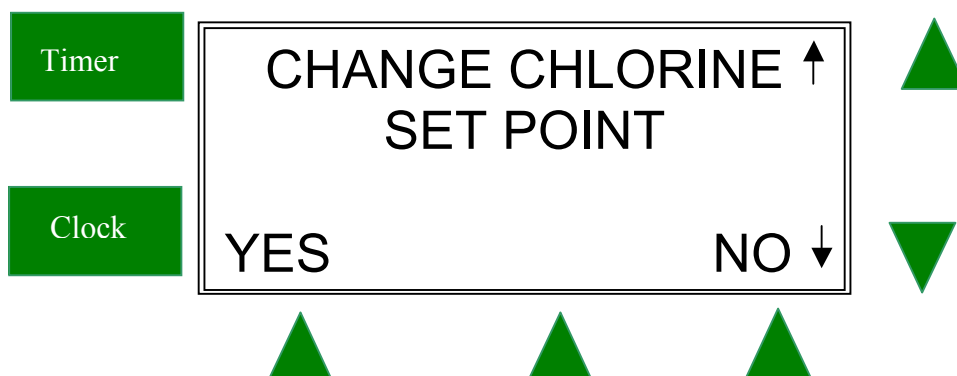 Timer
CHANGE CHLORINE ↑
SET POINT
Clock
YES NO ↓